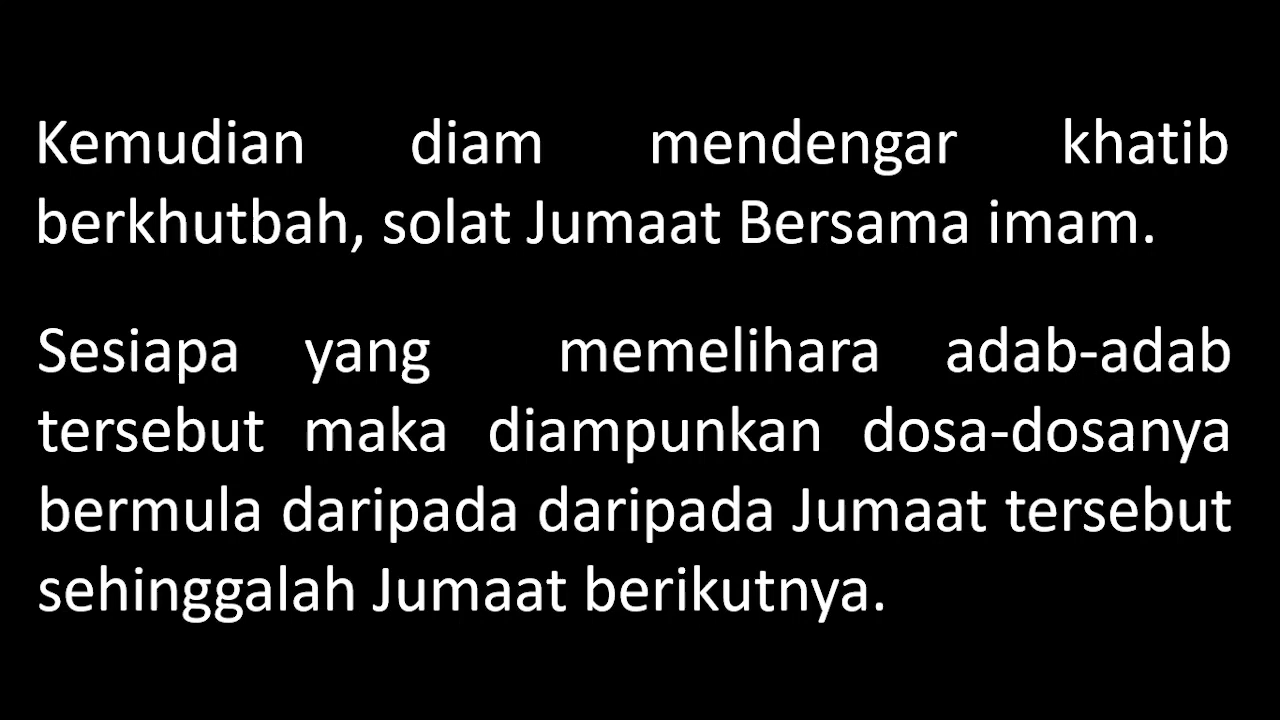 Kemudian diam mendengar khatib
berkhutbah, solat Jumaat Bersama imam.
Sesiapa yang memelihara adab-adab
tersebut maka diampunkan dosa-dosanya
bermula daripada daripada Jumaat tersebut
sehinggalah Jumaat berikutnya.